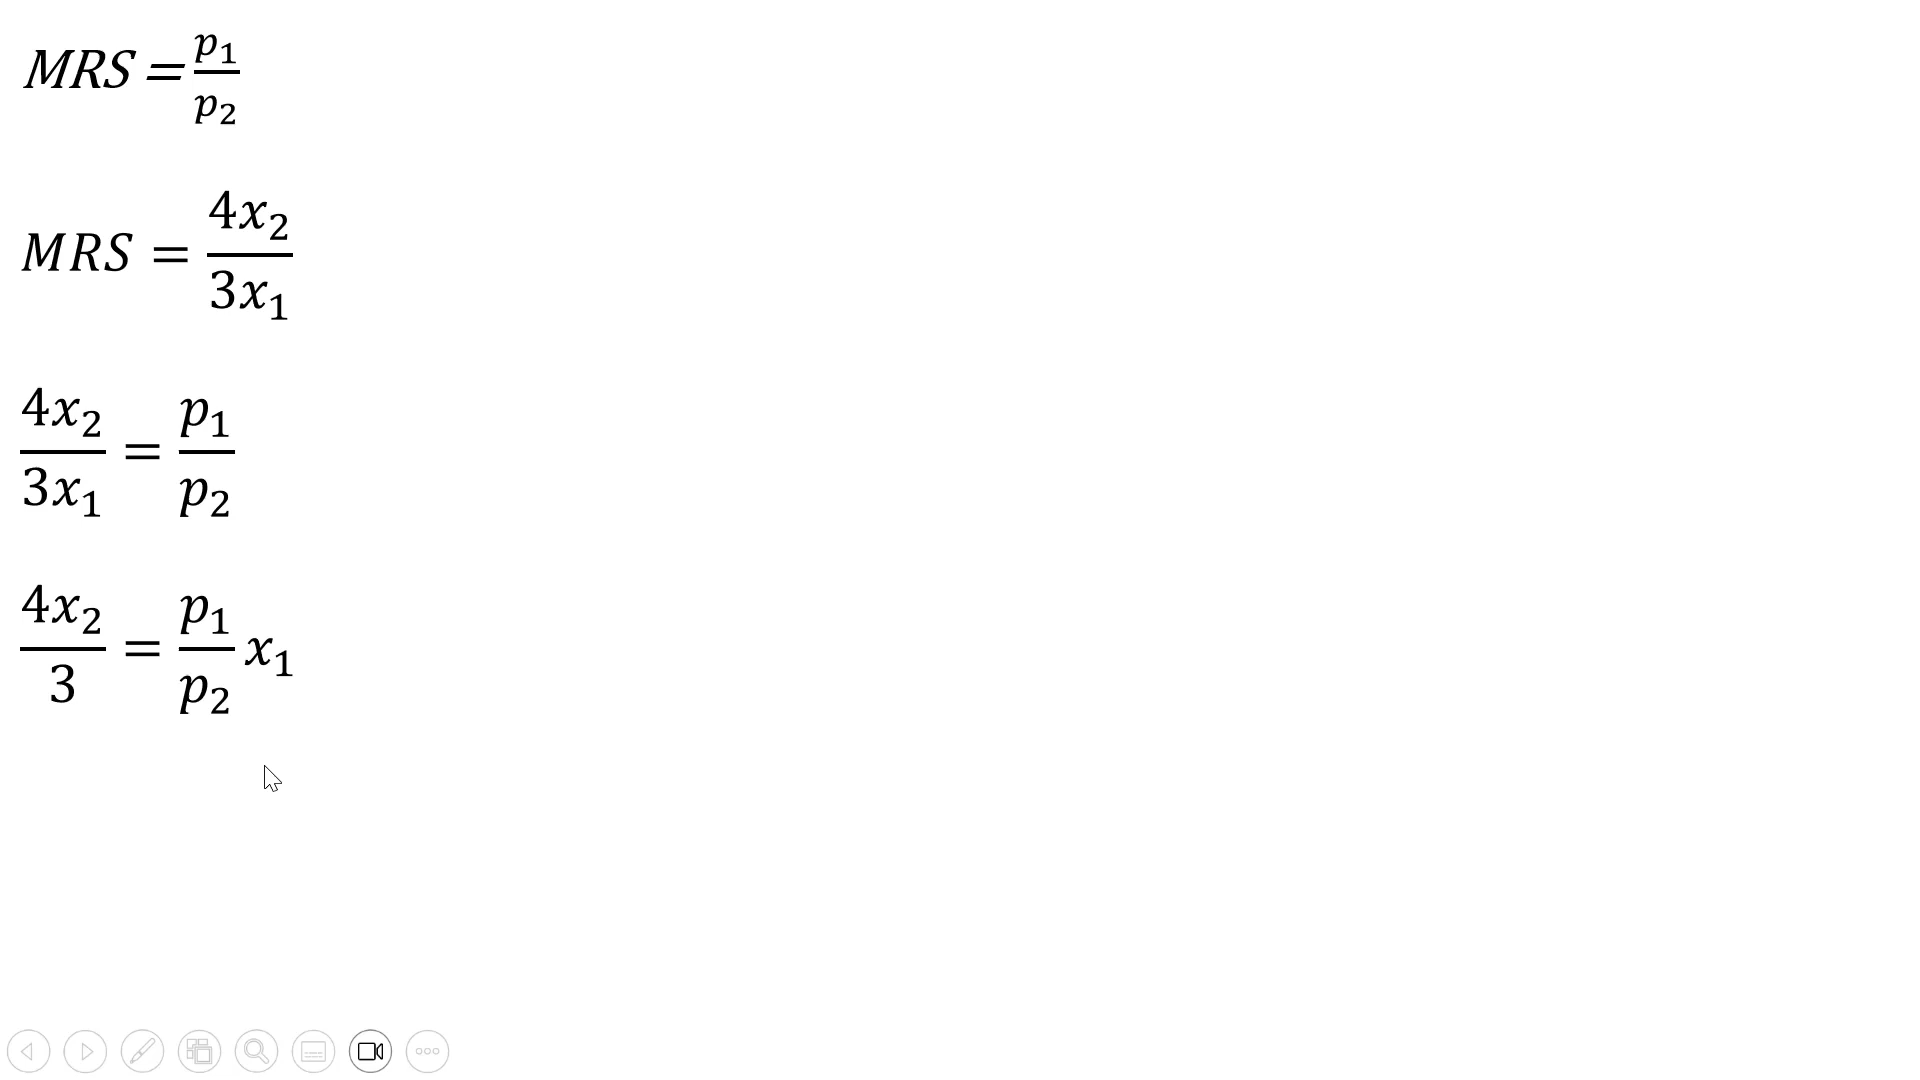 MRS = p₁/p₂
MRS = 4x₂/3x₁
4x₂/3x₁ = p₁/p₂
4x₂/3 = p₁/p₂ x₁